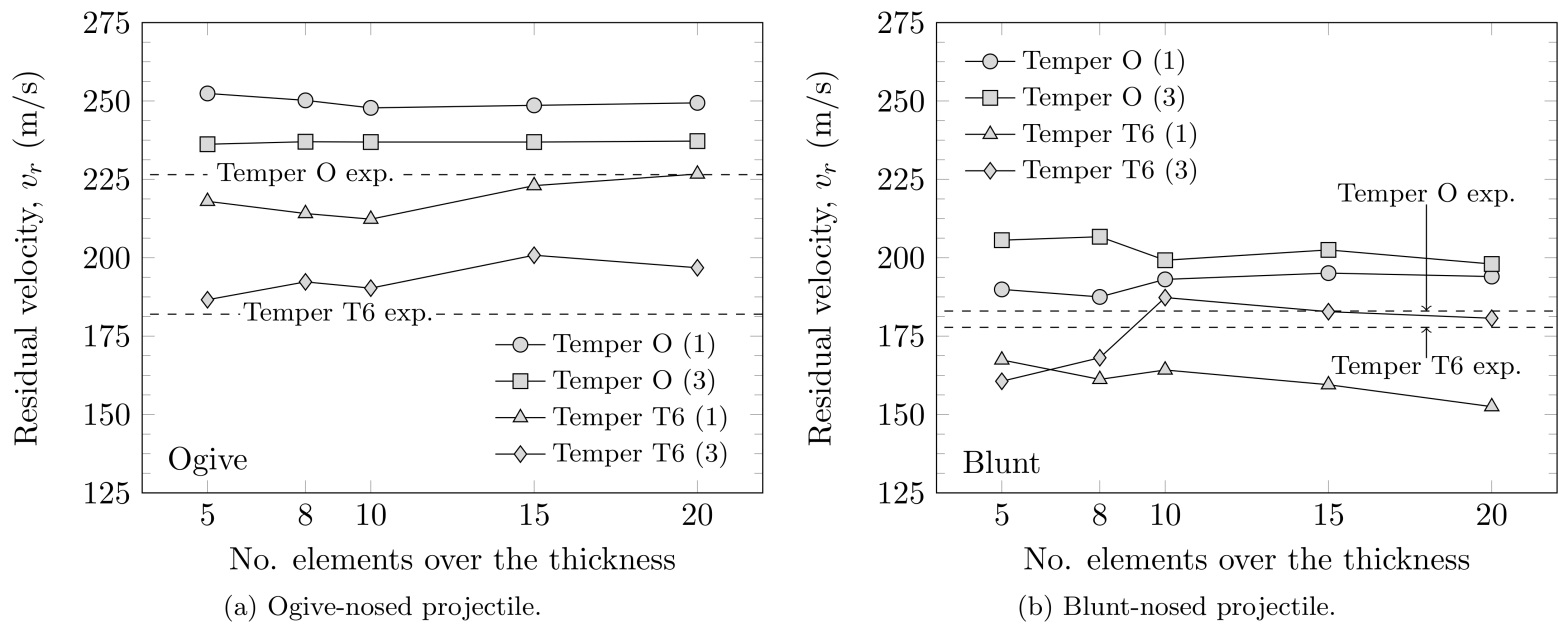 275
250
225
200
175
150
125
Residual velocity, v_r (m/s)
Temper O exp.
Temper T6 exp.
Temper O (1)
Temper O (3)
Temper T6 (1)
Temper T6 (3)
Ogive
5 8 10 15 20
No. elements over the thickness
(a) Ogive-nosed projectile.
275
250
225
200
175
150
125
Residual velocity, v_r (m/s)
Temper O (1)
Temper O (3)
Temper T6 (1)
Temper T6 (3)
Temper O exp.
Temper T6 exp.
Blunt
5 8 10 15 20
No. elements over the thickness
(b) Blunt-nosed projectile.